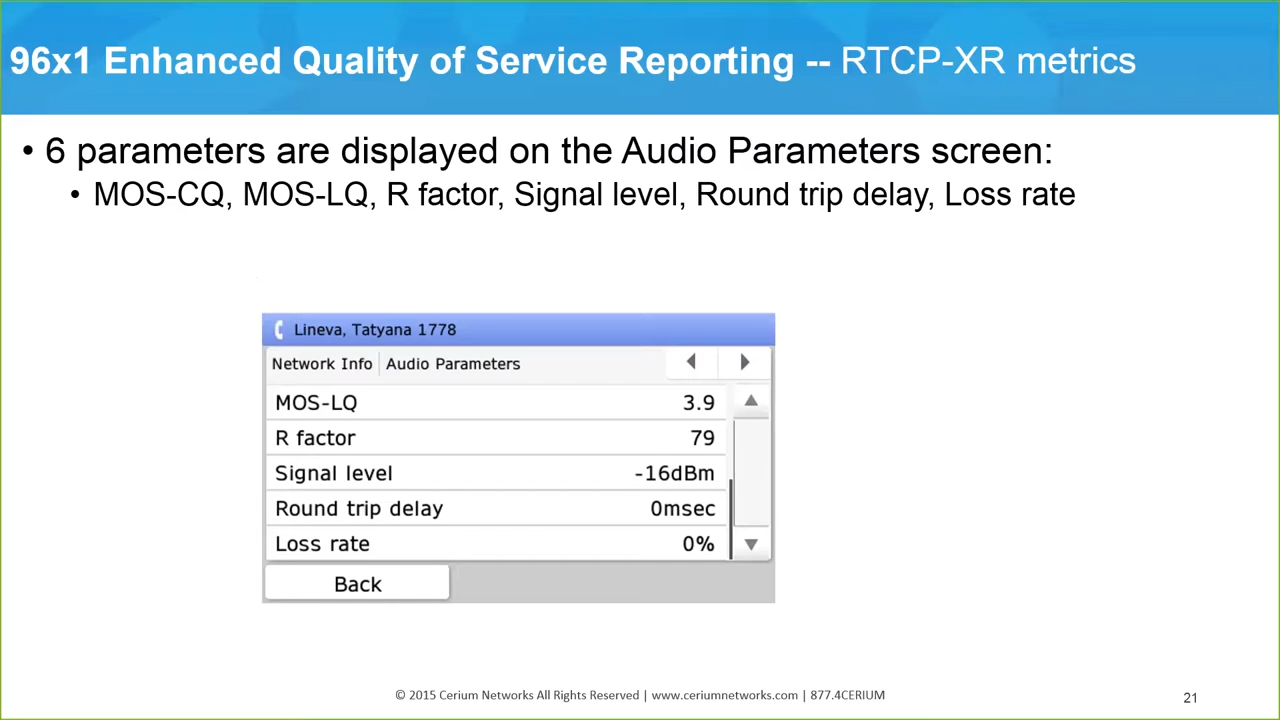 96x1 Enhanced Quality of Service Reporting -- RTCP-XR metrics
• 6 parameters are displayed on the Audio Parameters screen:
• MOS-CQ, MOS-LQ, R factor, Signal level, Round trip delay, Loss rate
Lineva, Tatyana 1778
Network Info Audio Parameters
MOS-LQ 3.9
R factor 79
Signal level -16dBm
Round trip delay 0msec
Loss rate 0%
Back
© 2015 Cerium Networks All Rights Reserved | www.ceriumnetworks.com | 877.4CERIUM
21